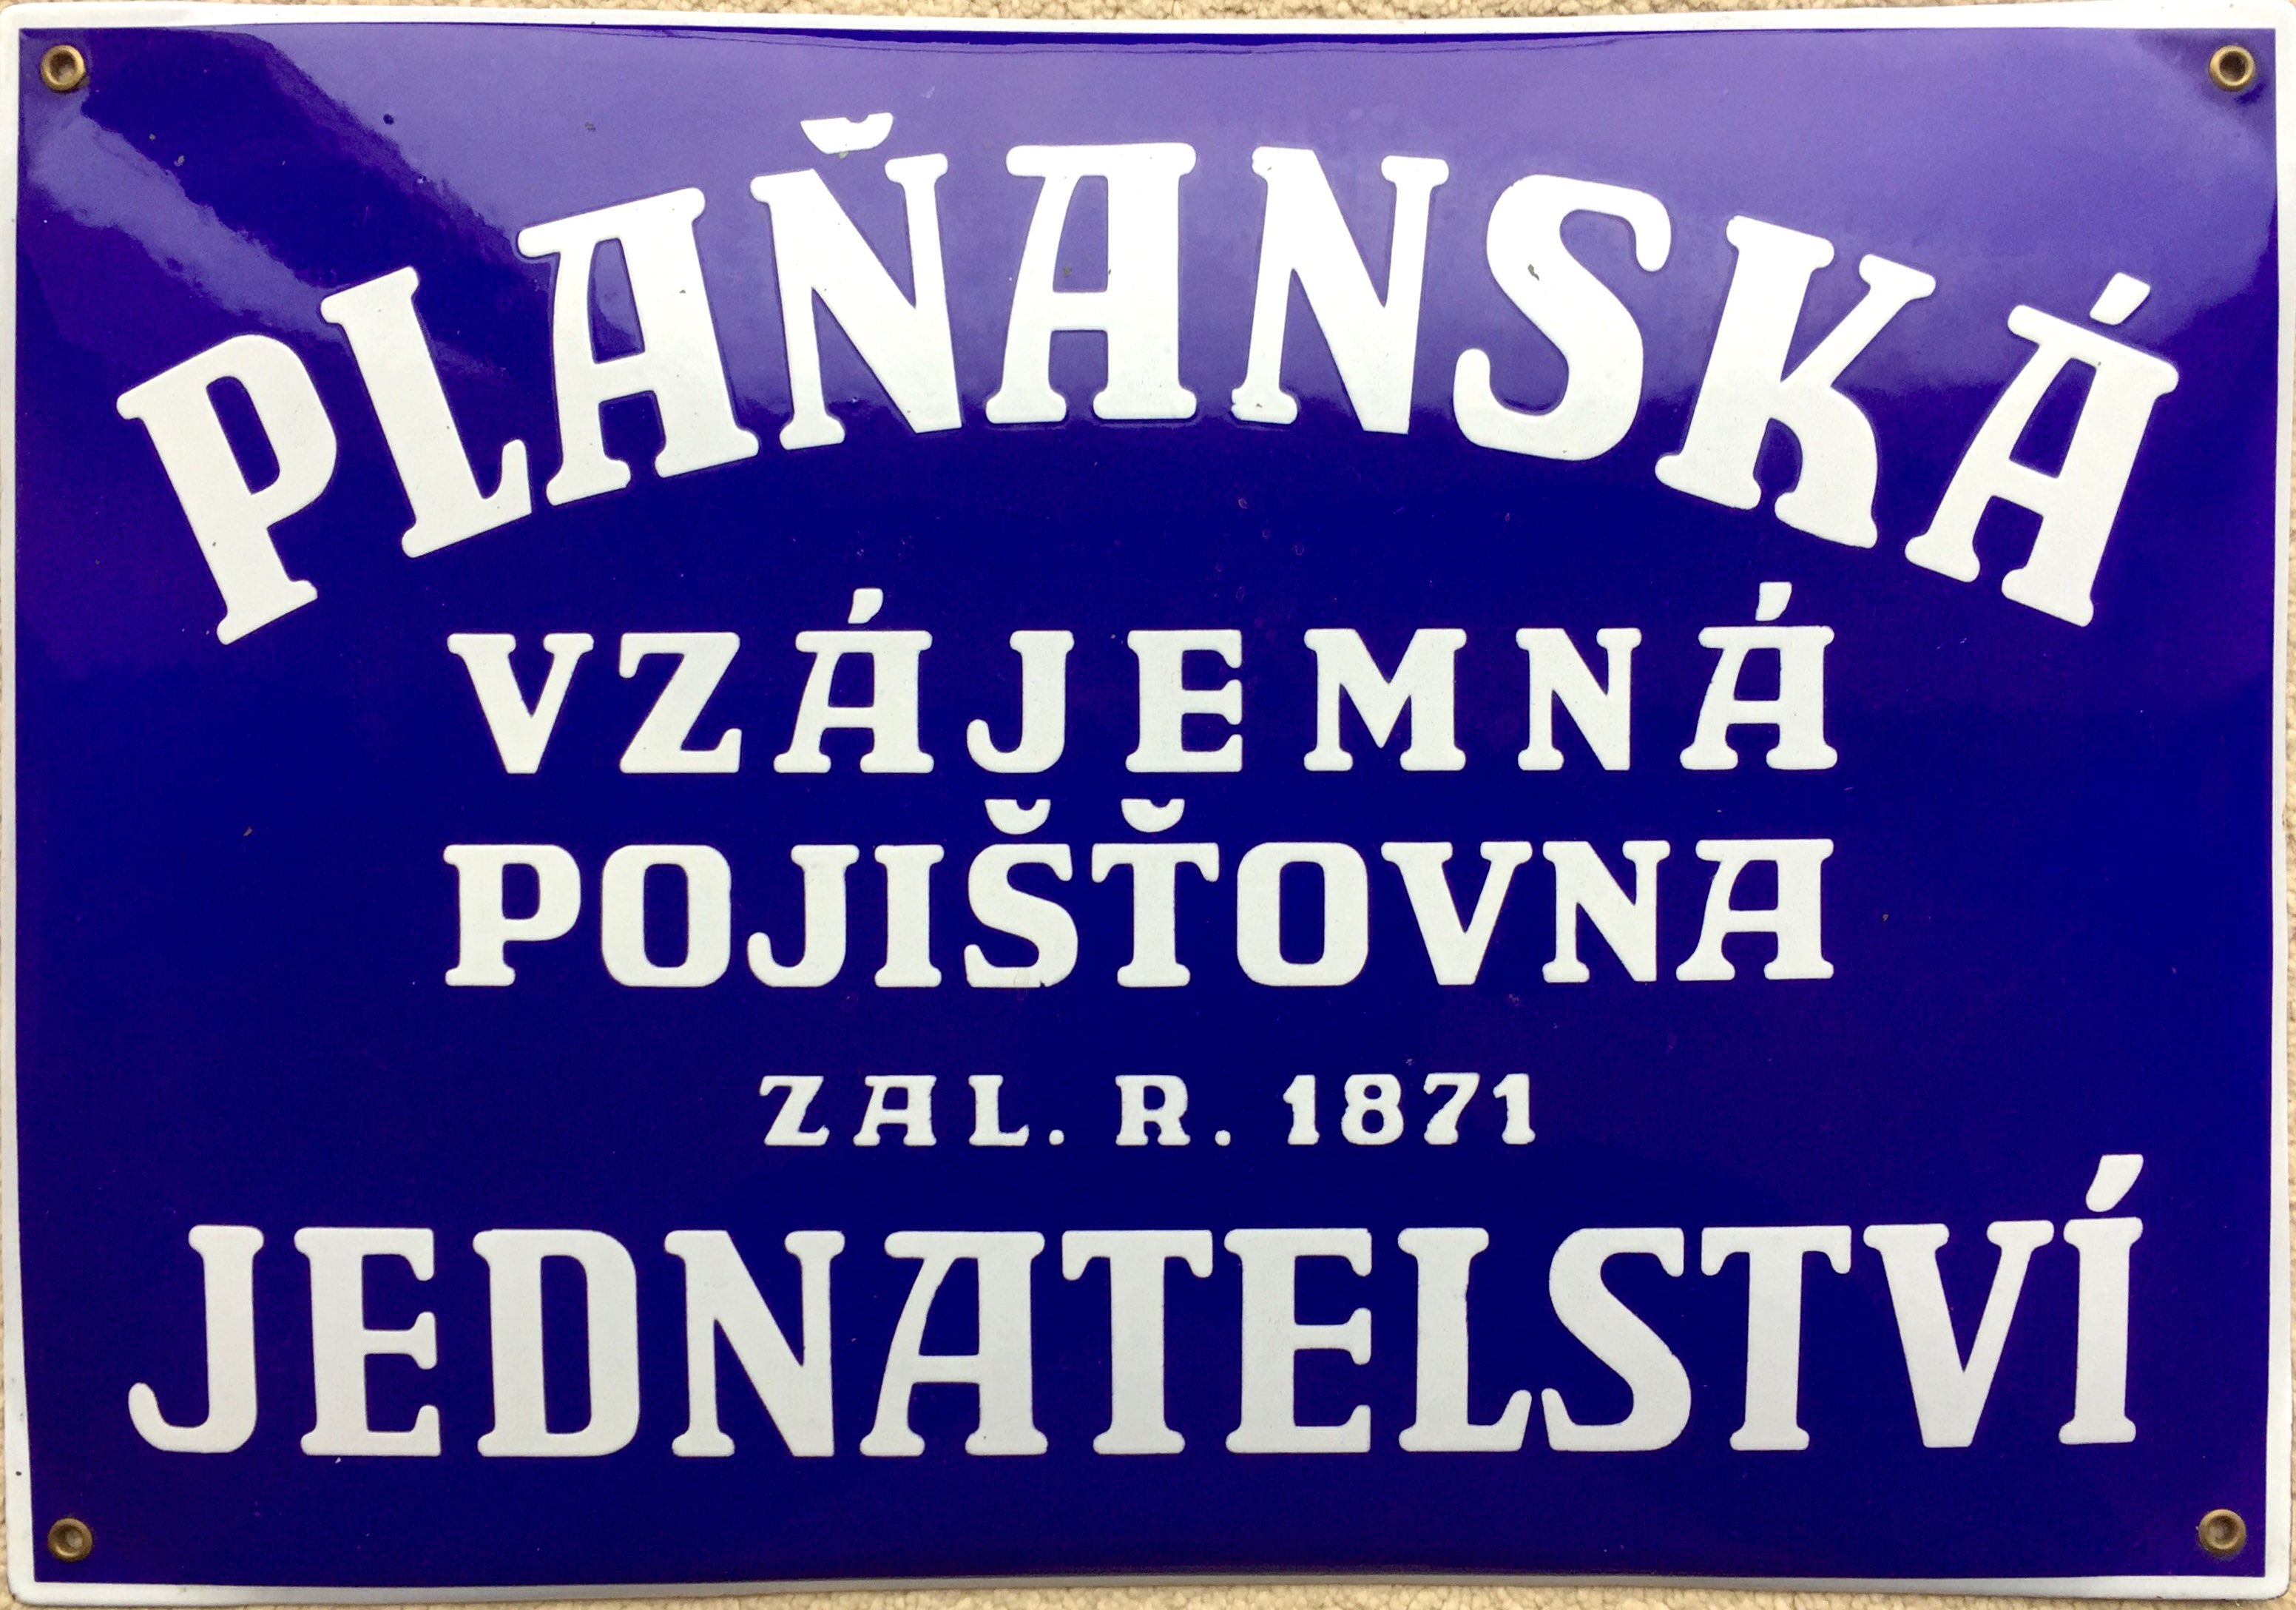 PLAŇANSKÁ
VZÁJEMNÁ
POJIŠŤOVNA
ZAL. R. 1871
JEDNATELSTVÍ